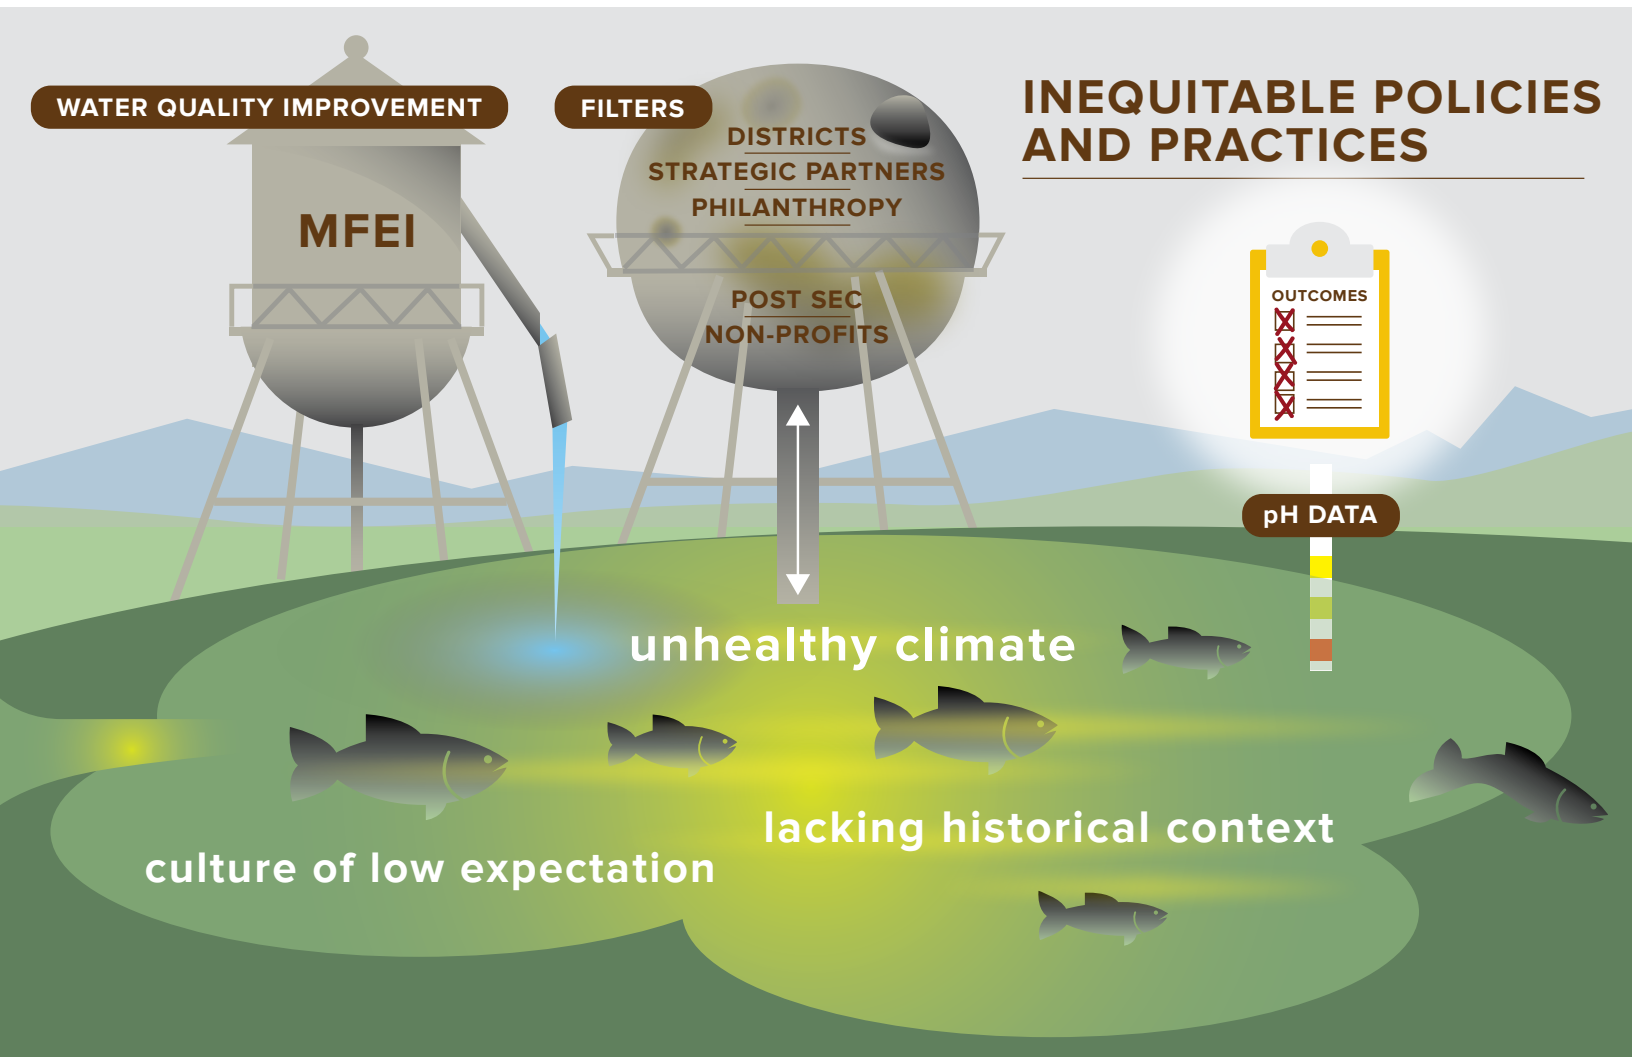 WATER QUALITY IMPROVEMENT
MFEI
FILTERS
DISTRICTS
STRATEGIC PARTNERS
PHILANTHROPY
POST SEC
NON-PROFITS
INEQUITABLE POLICIES
AND PRACTICES
OUTCOMES
pH DATA
unhealthy climate
lacking historical context
culture of low expectation